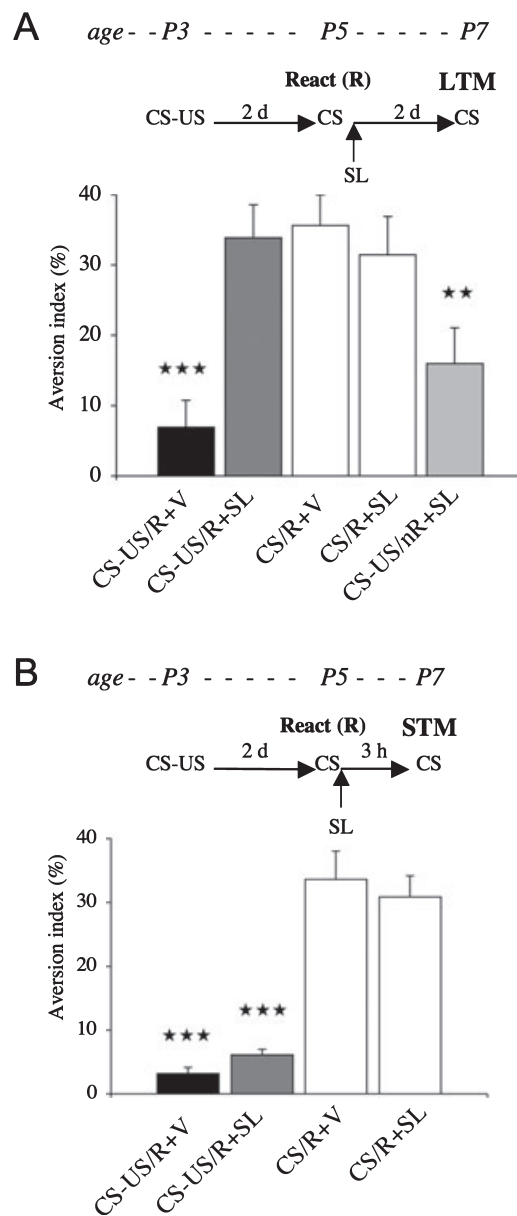 A
age - - P3 - - - - - - P5 - - - - - P7
React (R) LTM
CS-US 2 d CS 2 d CS
SL
Aversion index (%)
40
30
20
10
0
★★★
★★
CS-US/R+V
CS-US/R+SL
CS/R+V
CS/R+SL
CS-US/nR+SL
B
age - - P3 - - - - - - P5 - - - P7
React (R) STM
CS-US 2 d CS 3 h CS
SL
Aversion index (%)
40
30
20
10
0
★★★
★★★
CS-US/R+V
CS-US/R+SL
CS/R+V
CS/R+SL